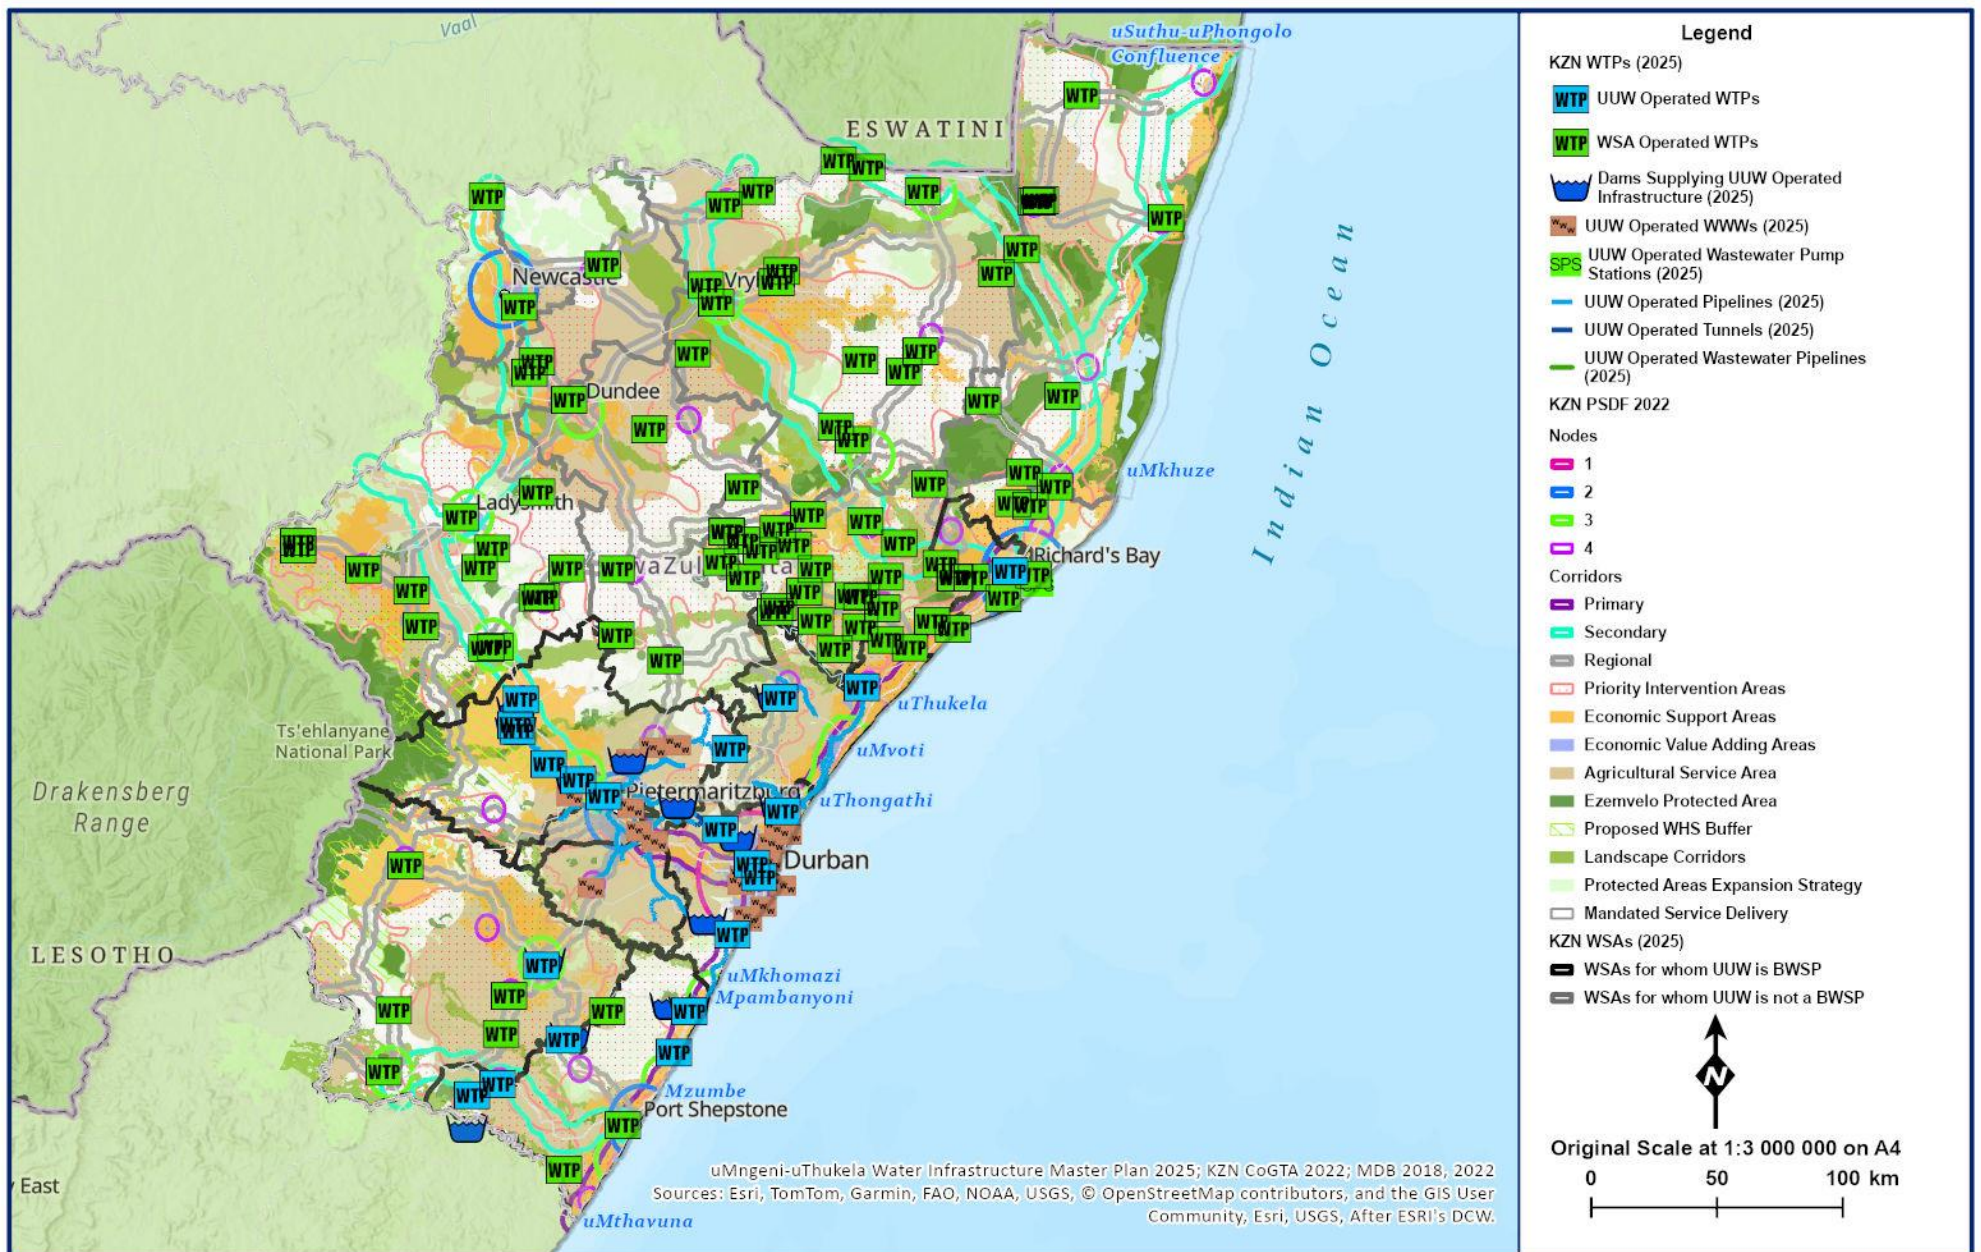 Vaal
uSuthu-uPhongolo
Confluence
ESWATINI
Newcastle
Dundee
Ladysmith
Indian Ocean
uMkhuze
Richard's Bay
Ts'ehlanyane
National Park
uThukela
uMvoti
Drakensberg
Range
Pietermaritzburg
uThongathi
Durban
LESOTHO
uMkhomazi
Mpambanyoni
Mzumbe
Port Shepstone
East
uMthavuna
WTP
SPS
uMngeni-uThukela Water Infrastructure Master Plan 2025; KZN CoGTA 2022; MDB 2018, 2022
Sources: Esri, TomTom, Garmin, FAO, NOAA, USGS, © OpenStreetMap contributors, and the GIS User
Community, Esri, USGS, After ESRI's DCW.
Legend
KZN WTPs (2025)
WTP UUW Operated WTPs
WTP WSA Operated WTPs
Dams Supplying UUW Operated
Infrastructure (2025)
WWW UUW Operated WWWs (2025)
SPS UUW Operated Wastewater Pump
Stations (2025)
UUW Operated Pipelines (2025)
UUW Operated Tunnels (2025)
UUW Operated Wastewater Pipelines
(2025)
KZN PSDF 2022
Nodes
1
2
3
4
Corridors
Primary
Secondary
Regional
Priority Intervention Areas
Economic Support Areas
Economic Value Adding Areas
Agricultural Service Area
Ezemvelo Protected Area
Proposed WHS Buffer
Landscape Corridors
Protected Areas Expansion Strategy
Mandated Service Delivery
KZN WSAs (2025)
WSAs for whom UUW is BWSP
WSAs for whom UUW is not a BWSP
N
Original Scale at 1:3 000 000 on A4
0 50 100 km